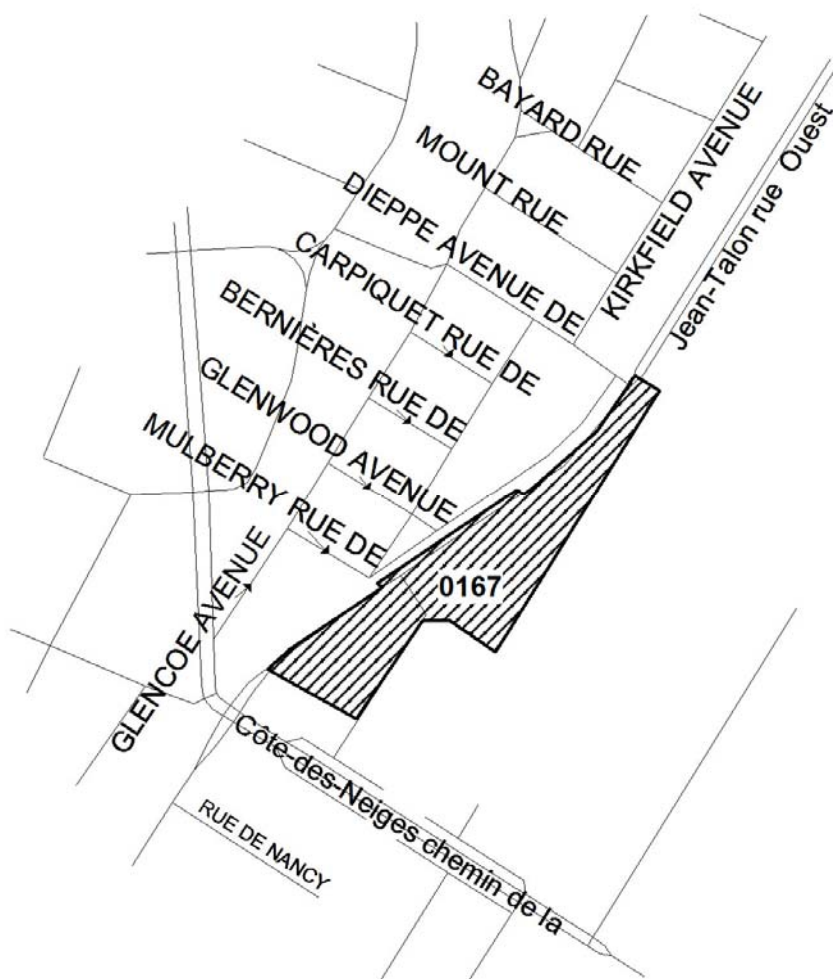 BAYARD RUE
MOUNT RUE
KIRKFIELD AVENUE
Jean-Talon rue Ouest
DIEPPE AVENUE DE
CARPIQUET RUE DE
BERNIÈRES RUE DE
GLENWOOD AVENUE
MULBERRY RUE DE
0167
GLENCOE AVENUE
Côte-des-Neiges chemin de la
RUE DE NANCY